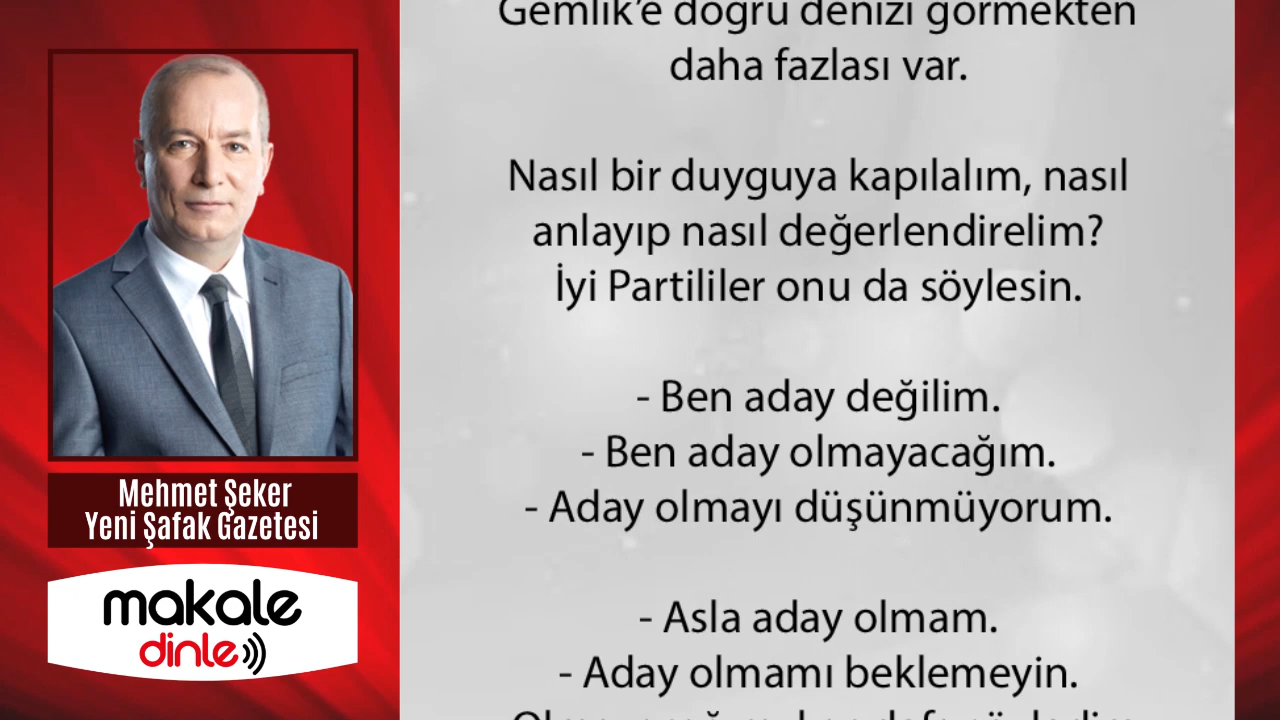 Gemlik’e doğru denizi görmekten
daha fazlası var.
Nasıl bir duyguya kapılalım, nasıl
anlayıp nasıl değerlendirelim?
İyi Partililer onu da söylesin.
- Ben aday değilim.
- Ben aday olmayacağım.
- Aday olmayı düşünmüyorum.
- Asla aday olmam.
- Aday olmamı beklemeyin.
Mehmet Şeker
Yeni Şafak Gazetesi
makale
dinle